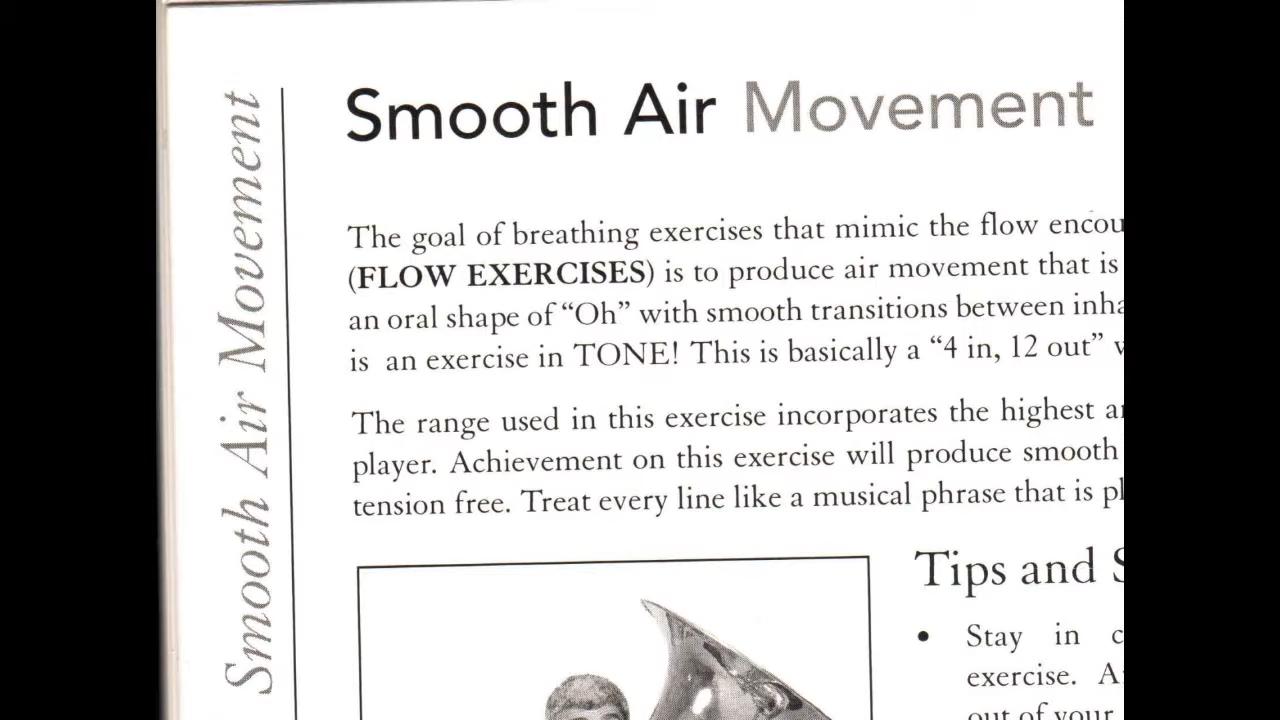 Smooth Air Movement
Smooth Air Movement
The goal of breathing exercises that mimic the flow
(FLOW EXERCISES) is to produce air movement that is
an oral shape of “Oh” with smooth transitions between
is an exercise in TONE! This is basically a “4 in, 12 out”
The range used in this exercise incorporates the highest
player. Achievement on this exercise will produce smooth
tension free. Treat every line like a musical phrase that is
Tips and
• Stay in
exercise.
out of your